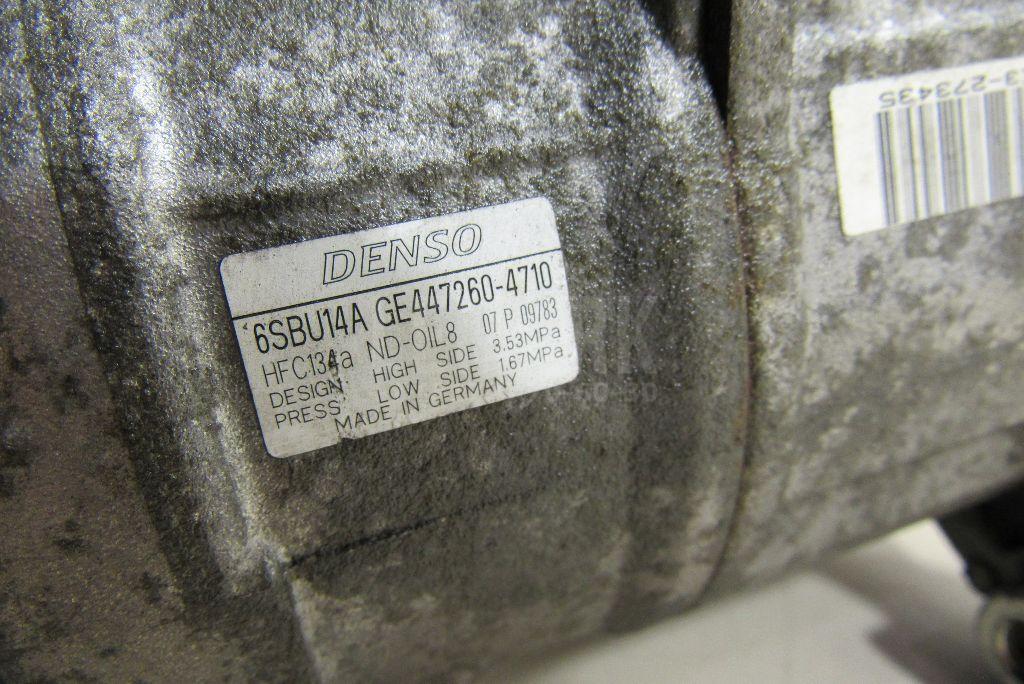 DENSO
6SBU14A GE447260-4710
HFC134a ND-OIL8 07 P 09783
DESIGN HIGH SIDE 3.53MPa
PRESS. LOW SIDE 1.67MPa
MADE IN GERMANY
3-273435